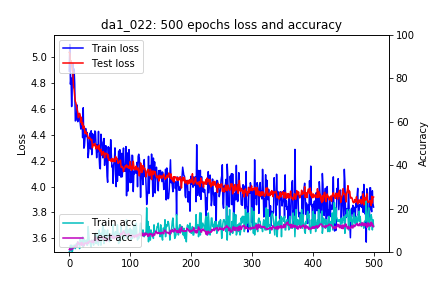 da1_022: 500 epochs loss and accuracy
Train loss
Test loss
Train acc
Test acc
Loss
5.0
4.8
4.6
4.4
4.2
4.0
3.8
3.6
Accuracy
100
80
60
40
20
0
0 100 200 300 400 500